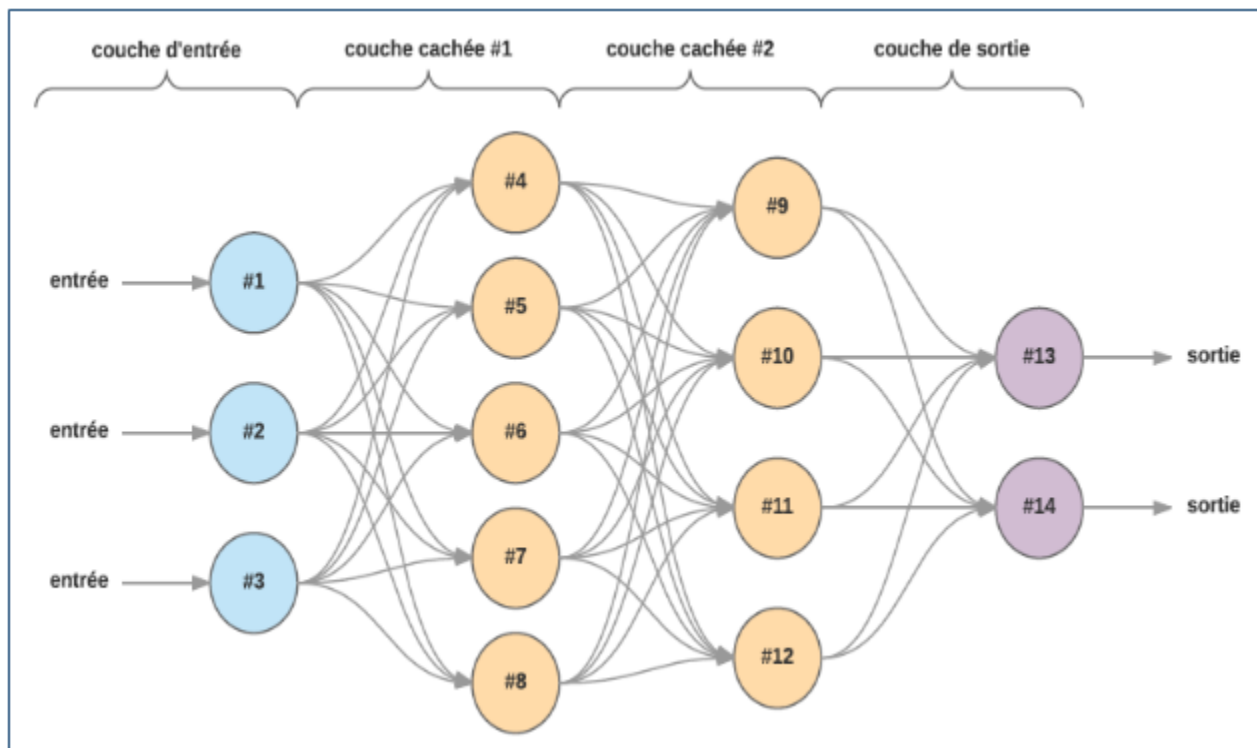 couche d'entrée couche cachée #1 couche cachée #2 couche de sortie
#4
#9
entrée #1
#5
#10 #13 sortie
entrée #2 #6
#11 #14 sortie
#7
entrée #3
#12
#8